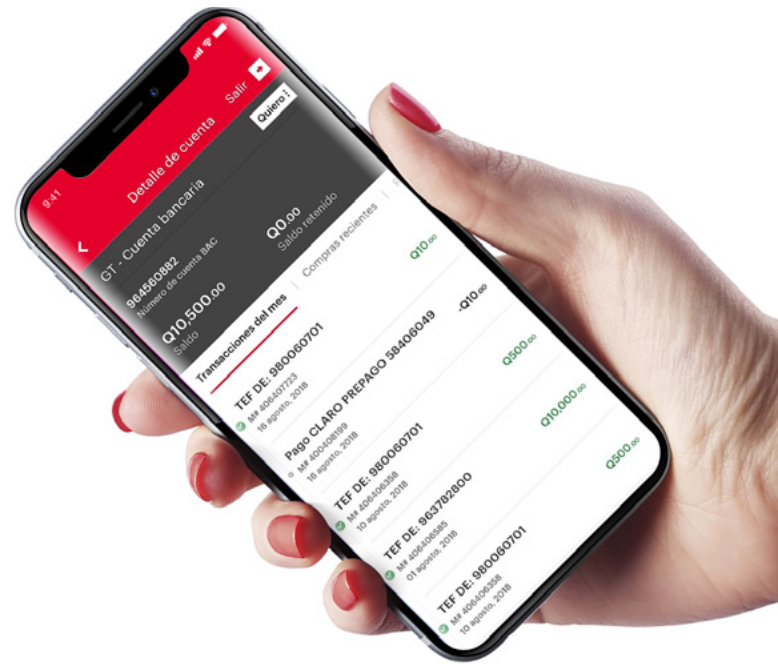 9:41
Detalle de cuenta
Salir
GT - Cuenta bancaria
Quiero
964560882
Número de cuenta BAC
Q10,500.00
Saldo
Q0.00
Saldo retenido
Transacciones del mes
Compras recientes
TEF DE: 980060701
Q10.00
M# 406407723
16 agosto, 2018
Pago CLARO PREPAGO 58406049
-Q10.00
M# 400408199
16 agosto, 2018
TEF DE: 980060701
Q500.00
M# 406406358
10 agosto, 2018
TEF DE: 963782800
Q10,000.00
M# 406406585
01 agosto, 2018
TEF DE: 980060701
Q500.00
M# 406406358
10 agosto, 2018